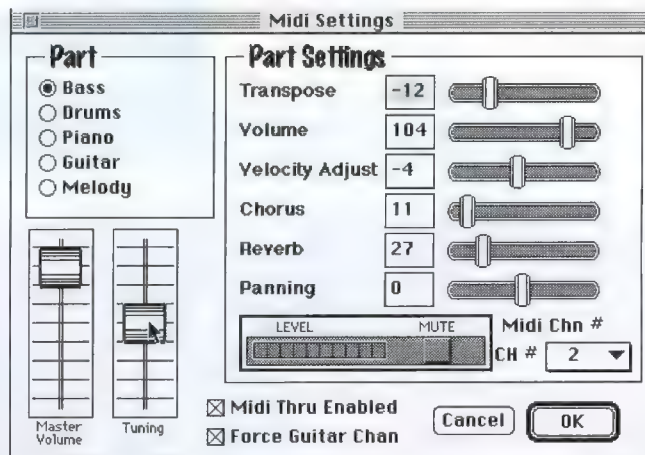 Midi Settings
Part
Bass
Drums
Piano
Guitar
Melody
Master
Volume
Tuning
Part Settings
Transpose -12
Volume 104
Velocity Adjust -4
Chorus 11
Reverb 27
Panning 0
LEVEL MUTE
Midi Chn #
CH # 2
Midi Thru Enabled
Force Guitar Chan
Cancel OK